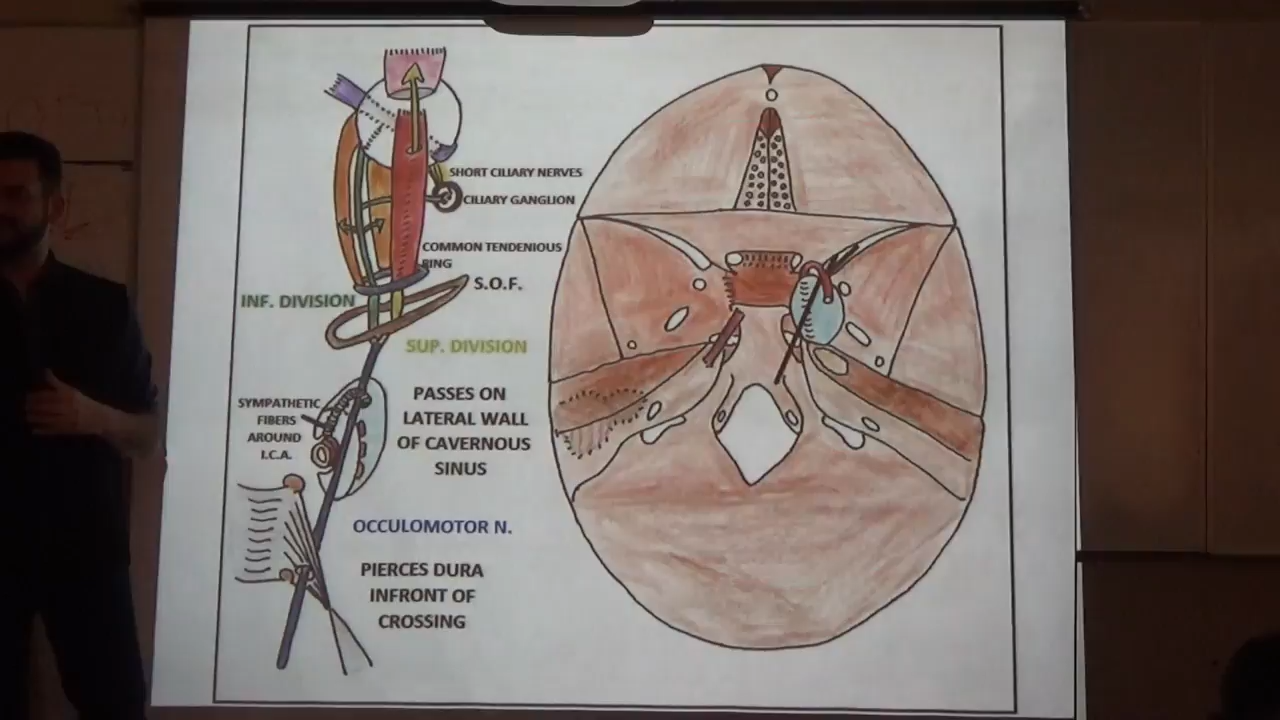 SHORT CILIARY NERVES
CILIARY GANGLION
COMMON TENDENIOUS
RING
S.O.F.
INF. DIVISION
SUP. DIVISION
SYMPATHETIC
FIBERS
AROUND
I.C.A.
PASSES ON
LATERAL WALL
OF CAVERNOUS
SINUS
OCCULOMOTOR N.
PIERCES DURA
INFRONT OF
CROSSING